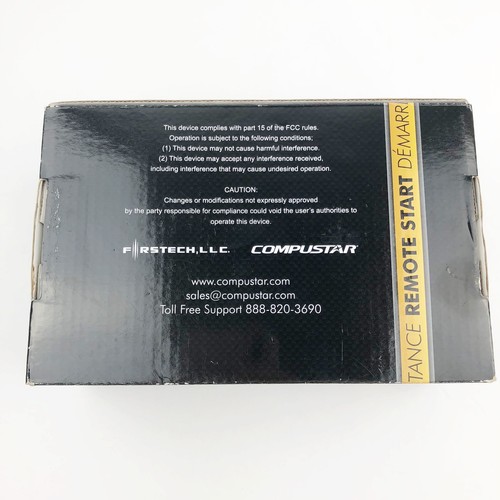 This device complies with part 15 of the FCC rules.
Operation is subject to the following conditions;
(1) This device may not cause harmful interference.
(2) This device may accept any interference received,
including interference that may cause undesired operation.
CAUTION:
Changes or modifications not expressly approved
by the party responsible for compliance could void the user's authorities to
operate this device.
FIRSTECH, LLC. COMPUSTAR
www.compustar.com
sales@compustar.com
Toll Free Support 888-820-3690
TANCE REMOTE START DÉMARR